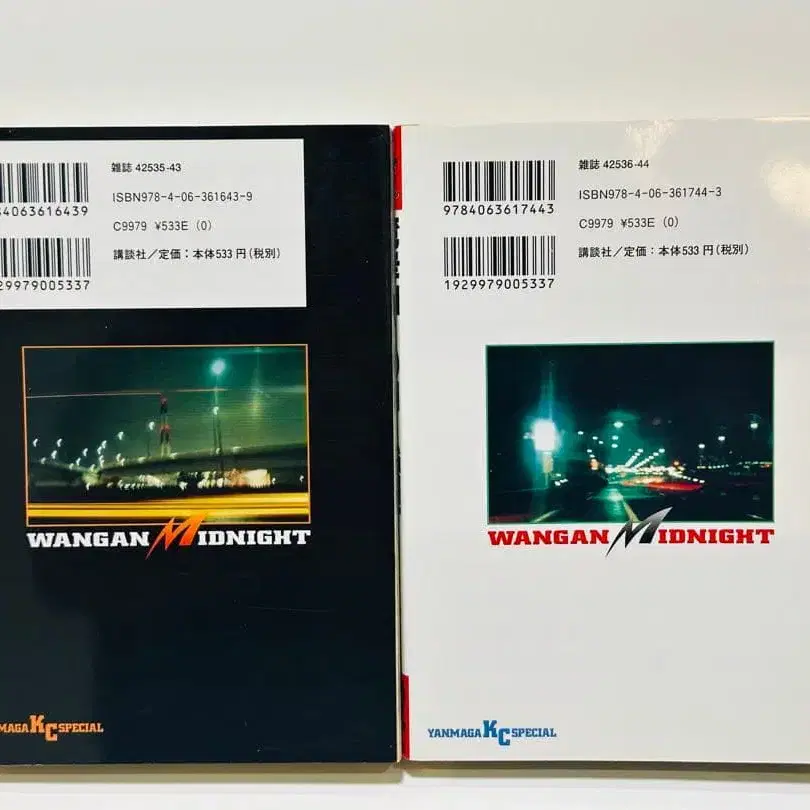 雑誌 42535-43
ISBN978-4-06-361643-9
4063616439
C9979 ¥533E (0)
講談社/定価:本体533円(税別)
29979005337
WANGAN MIDNIGHT
MAGA KC SPECIAL
雑誌 42536-44
ISBN978-4-06-361744-3
9784063617443
C9979 ¥533E (0)
講談社/定価:本体533円(税別)
1929979005337
WANGAN MIDNIGHT
YANMAGA KC SPECIAL